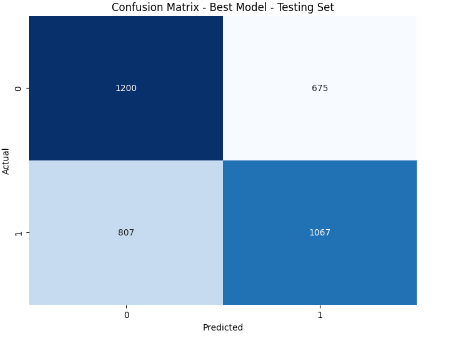 Confusion Matrix - Best Model - Testing Set
0
1200
675
Actual
1
807
1067
0
1
Predicted